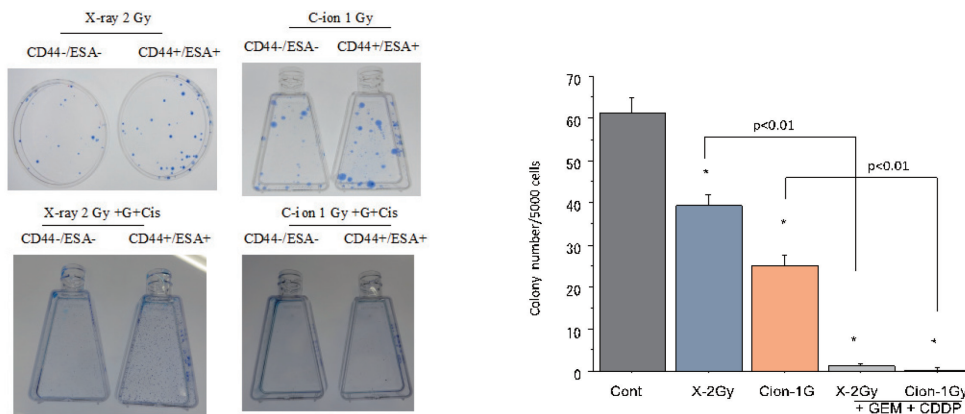 X-ray 2 Gy
CD44-/ESA- CD44+/ESA+
C-ion 1 Gy
CD44-/ESA- CD44+/ESA+
X-ray 2 Gy +G+Cis
CD44-/ESA- CD44+/ESA+
C-ion 1 Gy +G+Cis
CD44-/ESA- CD44+/ESA+
Colony number/5000 cells
70
60
50
40
30
20
10
0
p<0.01
p<0.01
*
*
*
*
Cont X-2Gy Cion-1G X-2Gy Cion-1Gy
+ GEM + CDDP